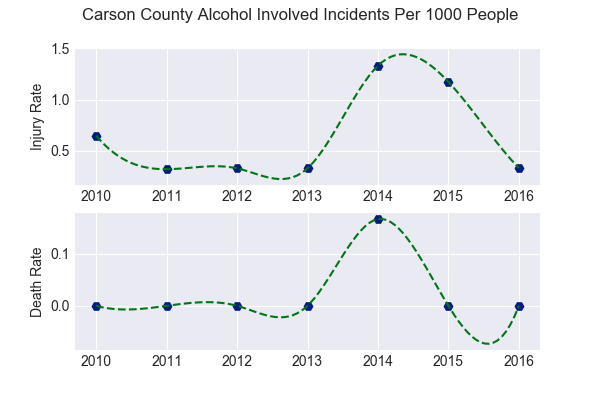 Carson County Alcohol Involved Incidents Per 1000 People
1.5
1.0
0.5
Injury Rate
2010 2011 2012 2013 2014 2015 2016
0.1
0.0
Death Rate
2010 2011 2012 2013 2014 2015 2016